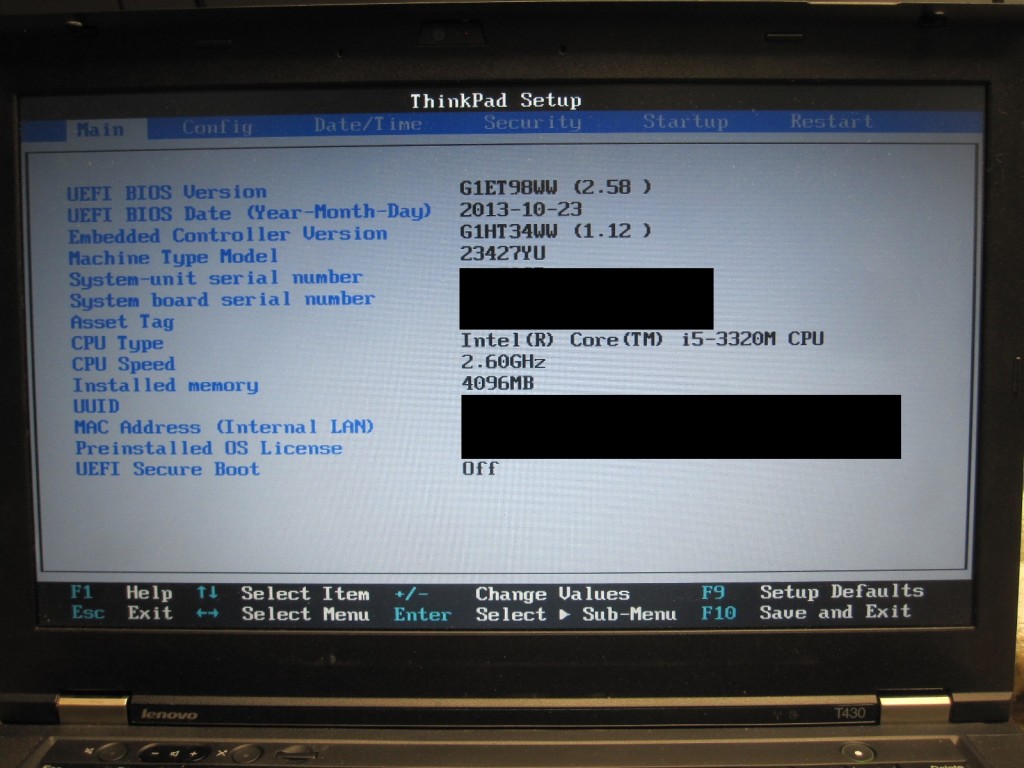 ThinkPad Setup
Main Config Date/Time Security Startup Restart
UEFI BIOS Version G1ET98WW (2.58 )
UEFI BIOS Date (Year-Month-Day) 2013-10-23
Embedded Controller Version G1HT34WW (1.12 )
Machine Type Model 23427YU
System-unit serial number
System board serial number
Asset Tag
CPU Type Intel(R) Core(TM) i5-3320M CPU
CPU Speed 2.60GHz
Installed memory 4096MB
UUID
MAC Address (Internal LAN)
Preinstalled OS License
UEFI Secure Boot Off
F1 Help ↑↓ Select Item +/- Change Values F9 Setup Defaults
Esc Exit ←→ Select Menu Enter Select ▶ Sub-Menu F10 Save and Exit
lenovo T430